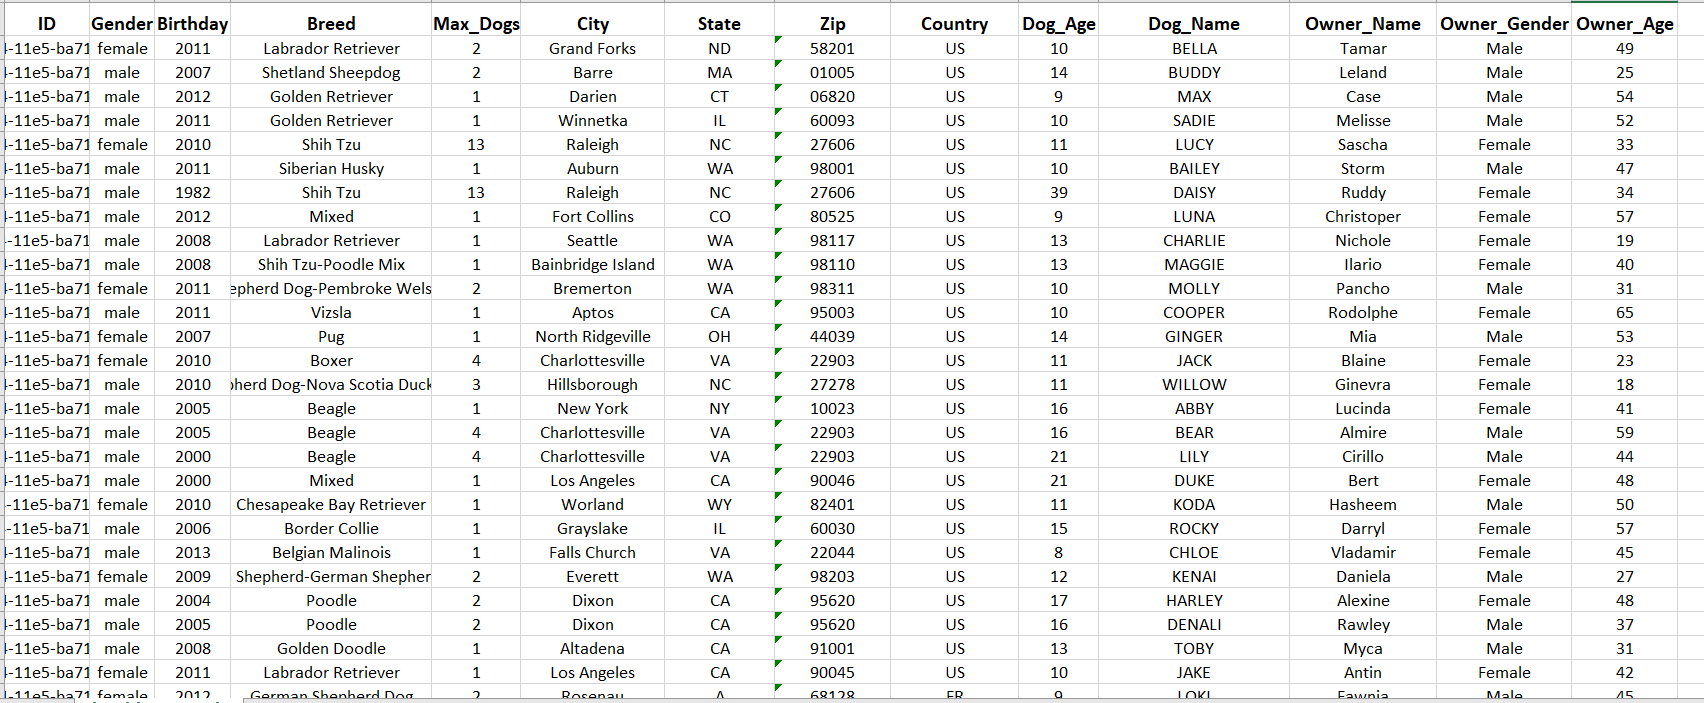 ID Gender Birthday Breed Max_Dogs City State Zip Country Dog_Age Dog_Name Owner_Name Owner_Gender Owner_Age
-11e5-ba71 female 2011 Labrador Retriever 2 Grand Forks ND 58201 US 10 BELLA Tamar Male 49
-11e5-ba71 male 2007 Shetland Sheepdog 2 Barre MA 01005 US 14 BUDDY Leland Male 25
-11e5-ba71 male 2012 Golden Retriever 1 Darien CT 06820 US 9 MAX Case Male 54
-11e5-ba71 male 2011 Golden Retriever 1 Winnetka IL 60093 US 10 SADIE Melisse Male 52
-11e5-ba71 female 2010 Shih Tzu 13 Raleigh NC 27606 US 11 LUCY Sascha Female 33
-11e5-ba71 male 2011 Siberian Husky 1 Auburn WA 98001 US 10 BAILEY Storm Male 47
-11e5-ba71 male 1982 Shih Tzu 13 Raleigh NC 27606 US 39 DAISY Ruddy Female 34
-11e5-ba71 male 2012 Mixed 1 Fort Collins CO 80525 US 9 LUNA Christoper Female 57
-11e5-ba71 male 2008 Labrador Retriever 1 Seattle WA 98117 US 13 CHARLIE Nichole Female 19
-11e5-ba71 male 2008 Shih Tzu-Poodle Mix 1 Bainbridge Island WA 98110 US 13 MAGGIE Ilario Female 40
-11e5-ba71 female 2011 epherd Dog-Pembroke Wels 2 Bremerton WA 98311 US 10 MOLLY Pancho Male 31
-11e5-ba71 male 2011 Vizsla 1 Aptos CA 95003 US 10 COOPER Rodolphe Female 65
-11e5-ba71 female 2007 Pug 1 North Ridgeville OH 44039 US 14 GINGER Mia Male 53
-11e5-ba71 female 2010 Boxer 4 Charlottesville VA 22903 US 11 JACK Blaine Female 23
-11e5-ba71 male 2010 herd Dog-Nova Scotia Duck 3 Hillsborough NC 27278 US 11 WILLOW Ginevra Female 18
-11e5-ba71 male 2005 Beagle 1 New York NY 10023 US 16 ABBY Lucinda Female 41
-11e5-ba71 male 2005 Beagle 4 Charlottesville VA 22903 US 16 BEAR Almire Male 59
-11e5-ba71 male 2000 Beagle 4 Charlottesville VA 22903 US 21 LILY Cirillo Male 44
-11e5-ba71 male 2000 Mixed 1 Los Angeles CA 90046 US 21 DUKE Bert Female 48
-11e5-ba71 female 2010 Chesapeake Bay Retriever 1 Worland WY 82401 US 11 KODA Hasheem Male 50
-11e5-ba71 male 2006 Border Collie 1 Grayslake IL 60030 US 15 ROCKY Darryl Female 57
-11e5-ba71 male 2013 Belgian Malinois 1 Falls Church VA 22044 US 8 CHLOE Vladamir Female 45
-11e5-ba71 female 2009 Shepherd-German Shepher 2 Everett WA 98203 US 12 KENAI Daniela Male 27
-11e5-ba71 male 2004 Poodle 2 Dixon CA 95620 US 17 HARLEY Alexine Female 48
-11e5-ba71 male 2005 Poodle 2 Dixon CA 95620 US 16 DENALI Rawley Male 37
-11e5-ba71 male 2008 Golden Doodle 1 Altadena CA 91001 US 13 TOBY Myca Male 31
-11e5-ba71 female 2011 Labrador Retriever 1 Los Angeles CA 90045 US 10 JAKE Antin Female 42
-11e5-ba71 female 2012 German Shepherd Dog 2 Rosenau A 68128 FR 9 LOKI Fawnia Male 45